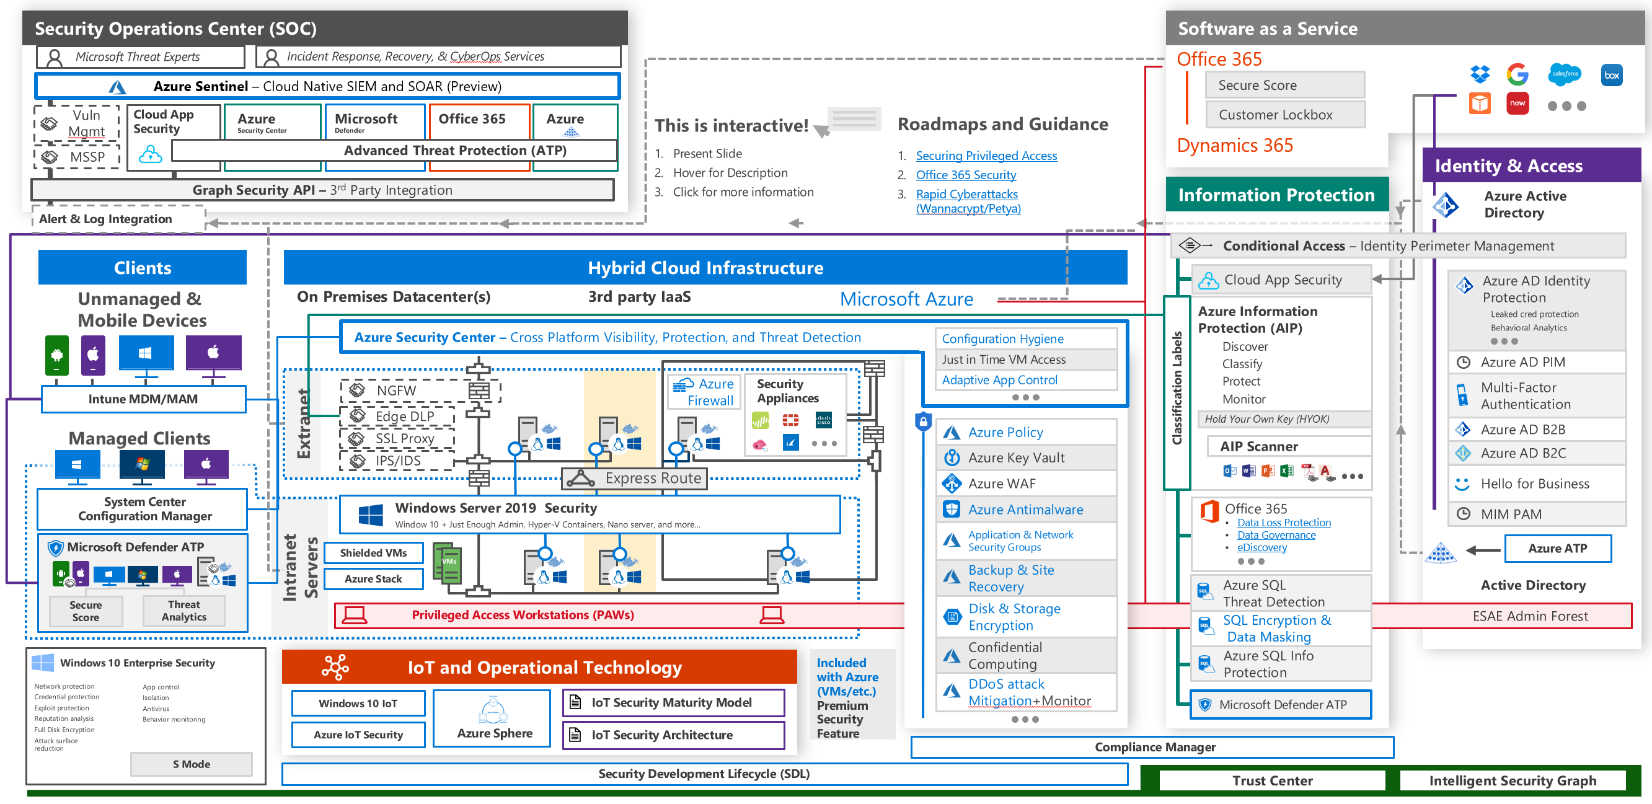 Security Operations Center (SOC)
Microsoft Threat Experts
Incident Response, Recovery, & CyberOps Services
Azure Sentinel – Cloud Native SIEM and SOAR (Preview)
Vuln
Mgmt
MSSP
Cloud App
Security
Azure
Security Center
Microsoft
Defender
Office 365
Azure
Advanced Threat Protection (ATP)
Graph Security API – 3rd Party Integration
Alert & Log Integration
This is interactive!
1. Present Slide
2. Hover for Description
3. Click for more information
Roadmaps and Guidance
1. Securing Privileged Access
2. Office 365 Security
3. Rapid Cyberattacks
(Wannacrypt/Petya)
Software as a Service
Office 365
Secure Score
Customer Lockbox
Dynamics 365
salesforce
box
now
Identity & Access
Azure Active
Directory
Information Protection
Conditional Access – Identity Perimeter Management
Cloud App Security
Classification Labels
Azure Information
Protection (AIP)
Discover
Classify
Protect
Monitor
Hold Your Own Key (HYOK)
AIP Scanner
Office 365
• Data Loss Protection
• Data Governance
• eDiscovery
Azure SQL
Threat Detection
SQL Encryption &
Data Masking
Azure SQL Info
Protection
Microsoft Defender ATP
Azure AD Identity
Protection
Leaked cred protection
Behavioral Analytics
Azure AD PIM
Multi-Factor
Authentication
Azure AD B2B
Azure AD B2C
Hello for Business
MIM PAM
Azure ATP
Active Directory
ESAE Admin Forest
Clients
Unmanaged &
Mobile Devices
Intune MDM/MAM
Managed Clients
System Center
Configuration Manager
Microsoft Defender ATP
Secure
Score
Threat
Analytics
Windows 10 Enterprise Security
Network protection
Credential protection
Exploit protection
Reputation analysis
Full Disk Encryption
Attack surface
reduction
App control
Isolation
Antivirus
Behavior monitoring
S Mode
Hybrid Cloud Infrastructure
On Premises Datacenter(s)
3rd party IaaS
Microsoft Azure
Azure Security Center – Cross Platform Visibility, Protection, and Threat Detection
Configuration Hygiene
Just in Time VM Access
Adaptive App Control
Extranet
NGFW
Edge DLP
SSL Proxy
IPS/IDS
Azure
Firewall
Security
Appliances
CISCO
Express Route
Windows Server 2019 Security
Window 10 + Just Enough Admin, Hyper-V Containers, Nano server, and more...
Intranet
Servers
Shielded VMs
Azure Stack
VMs
Privileged Access Workstations (PAWs)
Azure Policy
Azure Key Vault
Azure WAF
Azure Antimalware
Application & Network
Security Groups
Backup & Site
Recovery
Disk & Storage
Encryption
Confidential
Computing
DDoS attack
Mitigation+Monitor
IoT and Operational Technology
Windows 10 IoT
Azure IoT Security
Azure Sphere
IoT Security Maturity Model
IoT Security Architecture
Included
with Azure
(VMs/etc.)
Premium
Security
Feature
Compliance Manager
Security Development Lifecycle (SDL)
Trust Center
Intelligent Security Graph